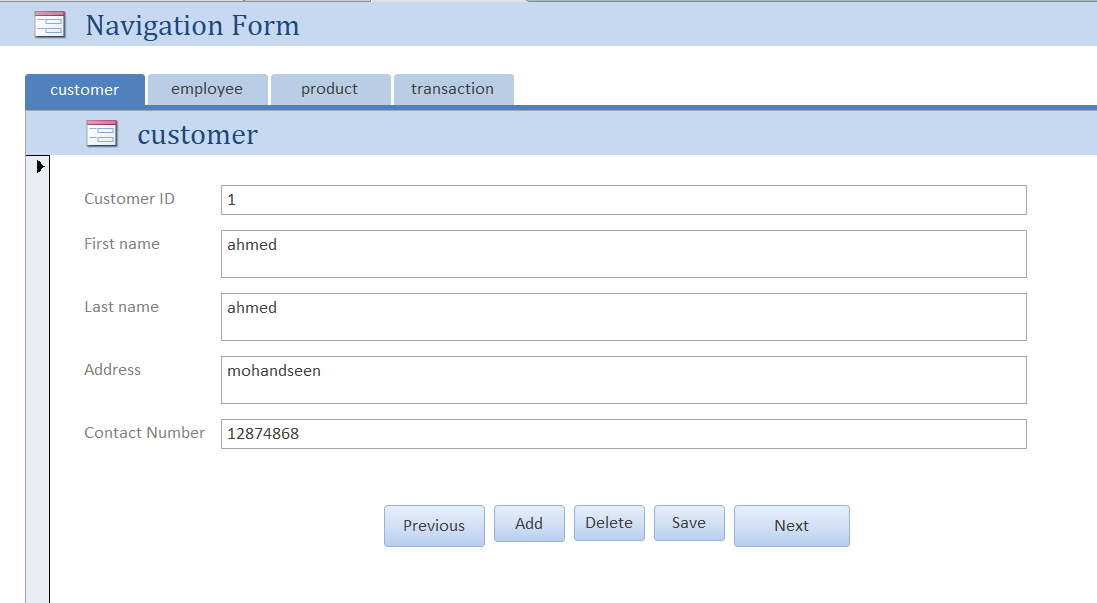 Navigation Form
customer employee product transaction
customer
Customer ID 1
First name ahmed
Last name ahmed
Address mohandseen
Contact Number 12874868
Previous Add Delete Save Next